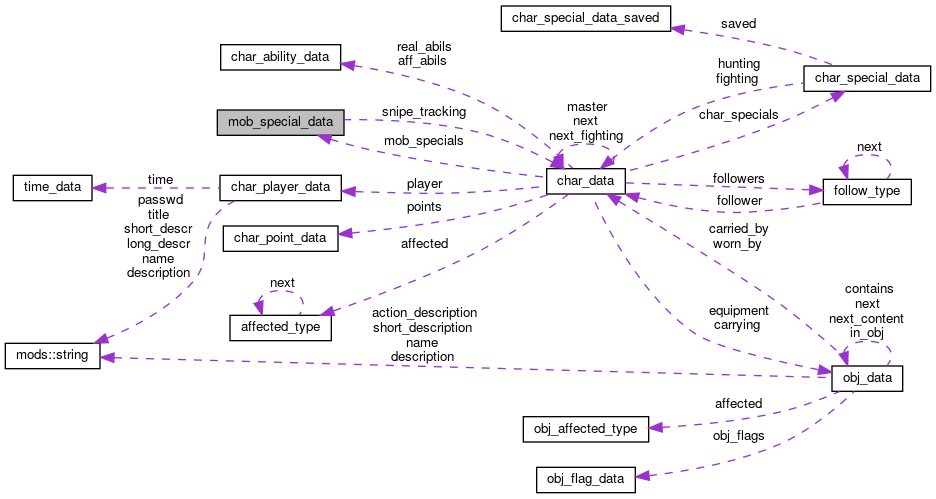 char_special_data_saved
saved
real_abils
aff_abils
char_ability_data
hunting
fighting
char_special_data
mob_special_data
snipe_tracking
master
next
next_fighting
char_specials
mob_specials
next
time_data
time
char_player_data
player
char_data
followers
follow_type
follower
passwd
title
short_descr
long_descr
name
description
points
char_point_data
affected
carried_by
worn_by
next
affected_type
action_description
short_description
name
description
equipment
carrying
contains
next
next_content
in_obj
mods::string
obj_data
affected
obj_affected_type
obj_flags
obj_flag_data